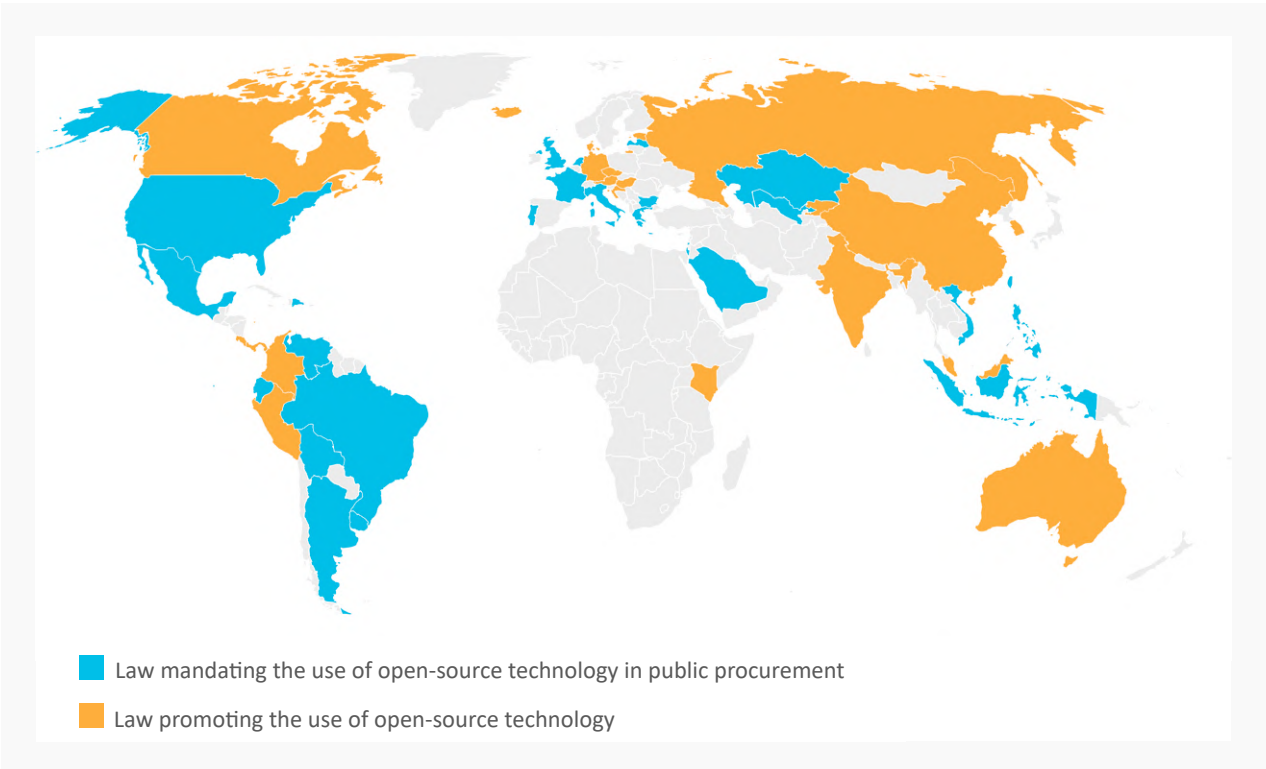 Law mandating the use of open-source technology in public procurement
Law promoting the use of open-source technology